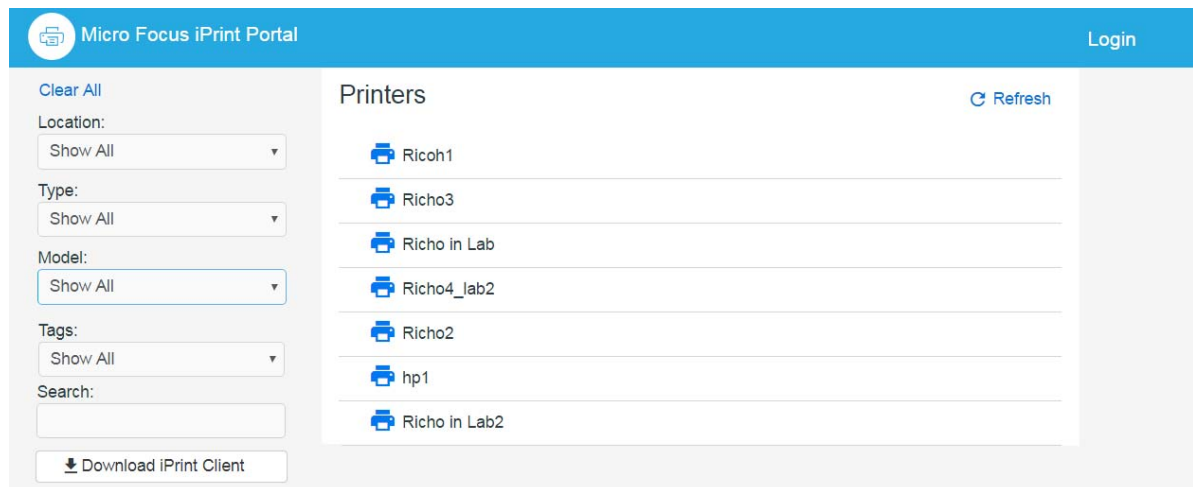 Micro Focus iPrint Portal
Login
Clear All
Location:
Show All
Type:
Show All
Model:
Show All
Tags:
Show All
Search:
Download iPrint Client
Printers
Refresh
Ricoh1
Richo3
Richo in Lab
Richo4_lab2
Richo2
hp1
Richo in Lab2